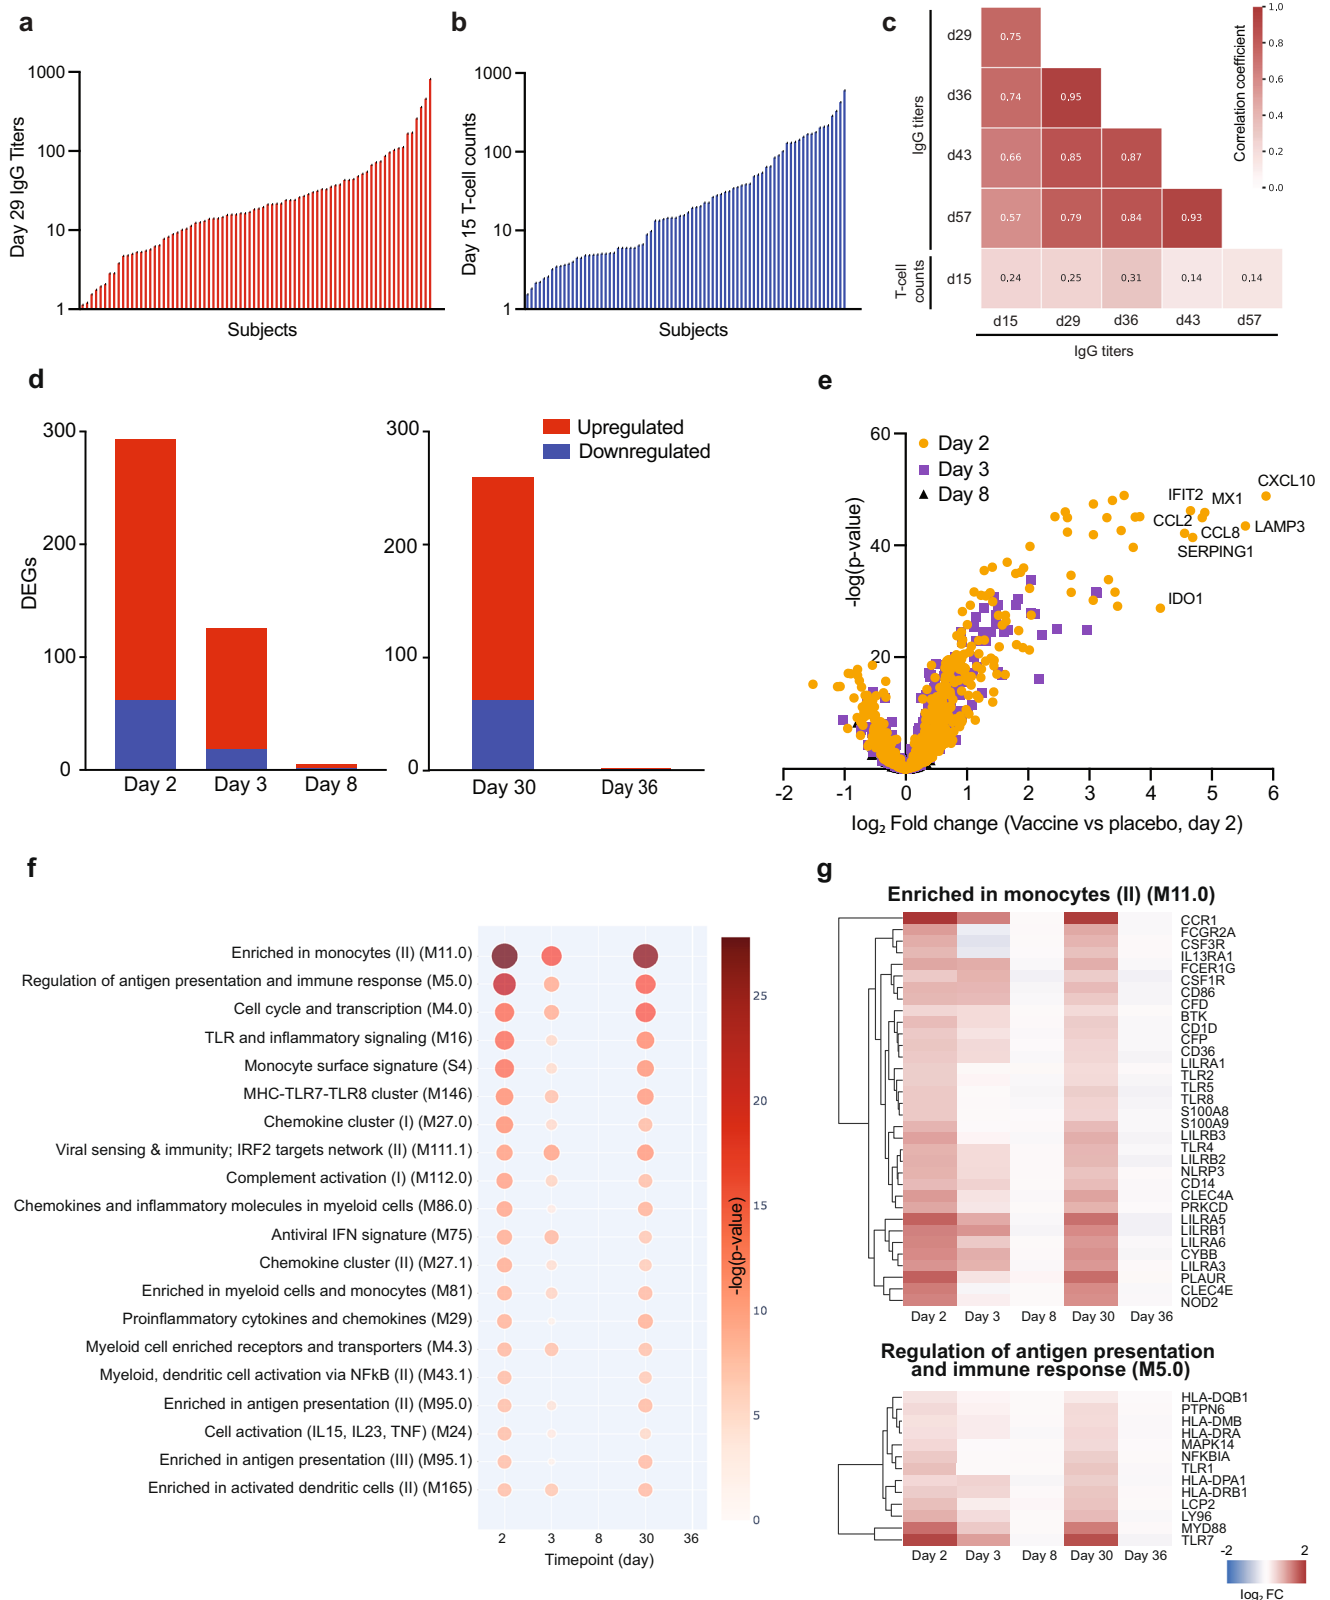 a
1000
100
10
1
Day 29 IgG Titers
Subjects
b
1000
100
10
1
Day 15 T-cell counts
Subjects
c
IgG titers
d29
d36
d43
d57
T-cell
counts
d15
0.75
0.74 0.95
0.66 0.85 0.87
0.57 0.79 0.84 0.93
0.24 0.25 0.31 0.14 0.14
d15 d29 d36 d43 d57
IgG titers
Correlation coefficient
1.0
0.8
0.6
0.4
0.2
0.0
d
DEGs
300
200
100
0
Day 2 Day 3 Day 8
300
200
100
0
Day 30 Day 36
Upregulated
Downregulated
e
60
40
20
-log(p-value)
Day 2
Day 3
Day 8
CXCL10
IFIT2
MX1
CCL2
CCL8
LAMP3
SERPING1
IDO1
-2 -1 0 1 2 3 4 5 6
log₂ Fold change (Vaccine vs placebo, day 2)
f
Enriched in monocytes (II) (M11.0)
Regulation of antigen presentation and immune response (M5.0)
Cell cycle and transcription (M4.0)
TLR and inflammatory signaling (M16)
Monocyte surface signature (S4)
MHC-TLR7-TLR8 cluster (M146)
Chemokine cluster (I) (M27.0)
Viral sensing & immunity; IRF2 targets network (II) (M111.1)
Complement activation (I) (M112.0)
Chemokines and inflammatory molecules in myeloid cells (M86.0)
Antiviral IFN signature (M75)
Chemokine cluster (II) (M27.1)
Enriched in myeloid cells and monocytes (M81)
Proinflammatory cytokines and chemokines (M29)
Myeloid cell enriched receptors and transporters (M4.3)
Myeloid, dendritic cell activation via NFkB (II) (M43.1)
Enriched in antigen presentation (II) (M95.0)
Cell activation (IL15, IL23, TNF) (M24)
Enriched in antigen presentation (III) (M95.1)
Enriched in activated dendritic cells (II) (M165)
2 3 8 30 36
Timepoint (day)
-log(p-value)
25
20
15
10
5
0
g
Enriched in monocytes (II) (M11.0)
CCR1
FCGR2A
CSF3R
IL13RA1
FCER1G
CSF1R
CD86
CFD
BTK
CD1D
CFP
CD36
LILRA1
TLR2
TLR5
TLR8
S100A8
S100A9
LILRB3
TLR4
LILRB2
NLRP3
CD14
CLEC4A
PRKCD
LILRA5
LILRB1
LILRA6
CYBB
LILRA3
PLAUR
CLEC4E
NOD2
Day 2 Day 3 Day 8 Day 30 Day 36
Regulation of antigen presentation
and immune response (M5.0)
HLA-DQB1
PTPN6
HLA-DMB
HLA-DRA
MAPK14
NFKBIA
TLR1
HLA-DPA1
HLA-DRB1
LCP2
LY96
MYD88
TLR7
Day 2 Day 3 Day 8 Day 30 Day 36
-2 2
log₂ FC